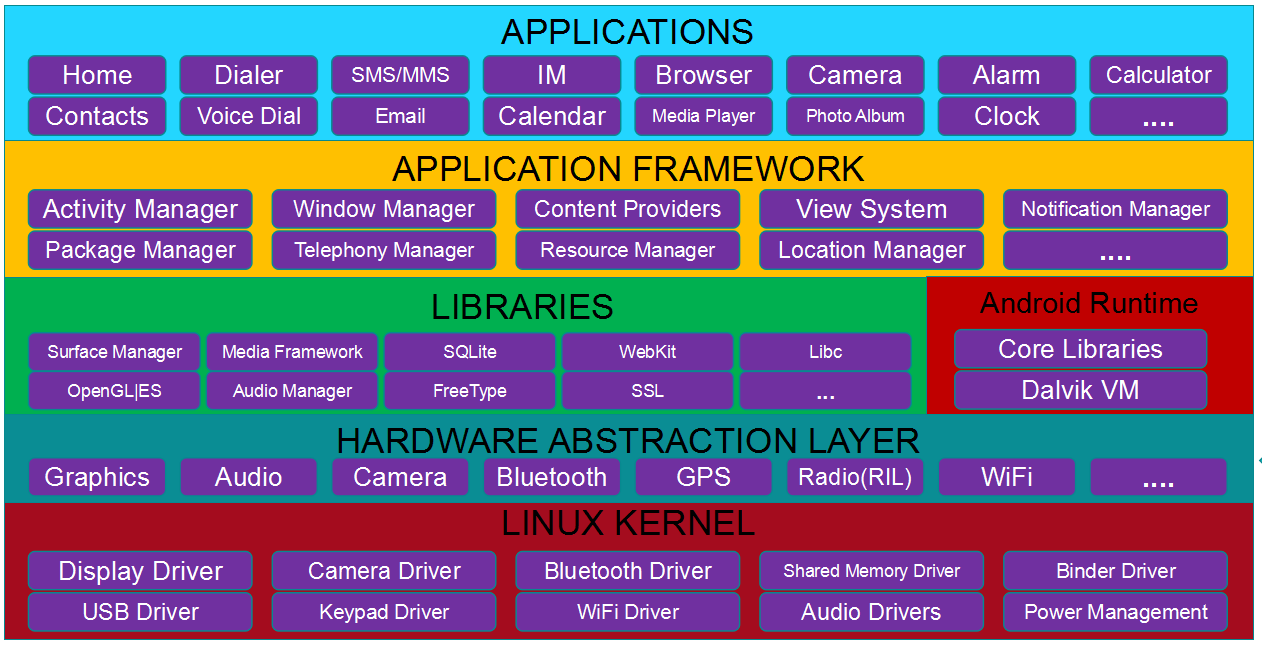 APPLICATIONS
Home Dialer SMS/MMS IM Browser Camera Alarm Calculator
Contacts Voice Dial Email Calendar Media Player Photo Album Clock ....
APPLICATION FRAMEWORK
Activity Manager Window Manager Content Providers View System Notification Manager
Package Manager Telephony Manager Resource Manager Location Manager ....
LIBRARIES
Surface Manager Media Framework SQLite WebKit Libc
OpenGL|ES Audio Manager FreeType SSL ...
Android Runtime
Core Libraries
Dalvik VM
HARDWARE ABSTRACTION LAYER
Graphics Audio Camera Bluetooth GPS Radio(RIL) WiFi ....
LINUX KERNEL
Display Driver Camera Driver Bluetooth Driver Shared Memory Driver Binder Driver
USB Driver Keypad Driver WiFi Driver Audio Drivers Power Management